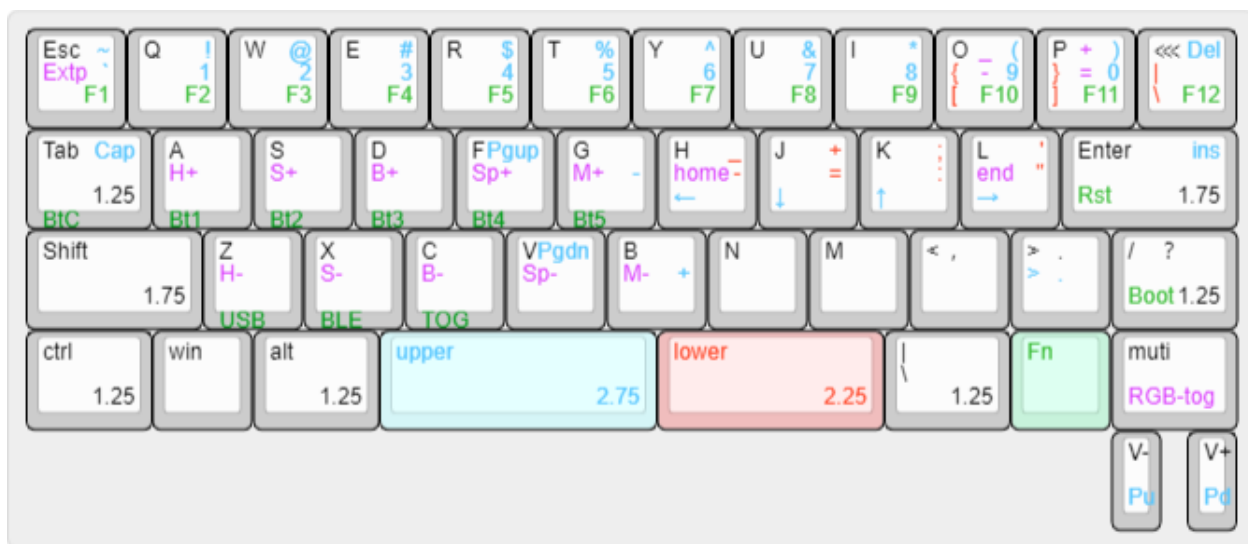 Esc ~ Q ! W @ E # R $ T % Y ^ U & I * O _ ( P + ) <<< Del
Extp ` 1 2 3 4 5 6 7 8 { - 9 } = 0 |
F1 F2 F3 F4 F5 F6 F7 F8 F9 [ F10 ] F11 \ F12
Tab Cap A S D F Pgup G H _ J + K ; L ' Enter ins
H+ S+ B+ Sp+ M+ - home - = : end "
1.25 ← ↓ ↑ → Rst 1.75
BtC Bt1 Bt2 Bt3 Bt4 Bt5
Shift Z X C V Pgdn B N M < , > . / ?
H- S- B- Sp- M- + > .
1.75 Boot 1.25
USB BLE TOG
ctrl win alt upper lower | Fn muti
\
1.25 1.25 2.75 2.25 1.25 RGB-tog
V- V+
Pu Pd